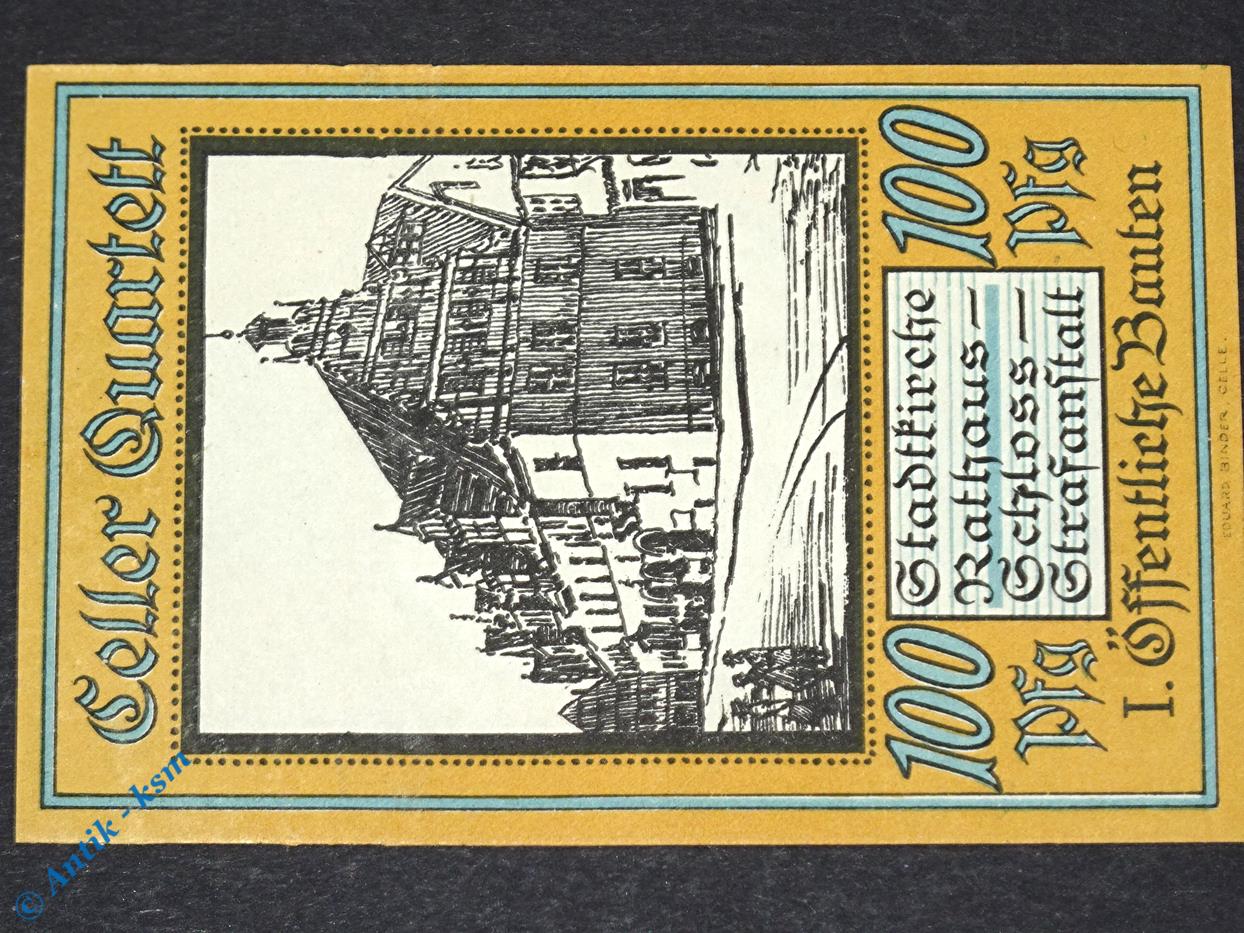 Celler Quartett
100 100
Pfg Pfg
Stadtkirche
Rathaus—
Schloss—
Strafanstalt
I. Öffentliche Bauten
EDUARD BINDER, CELLE.
© Antik - ksm